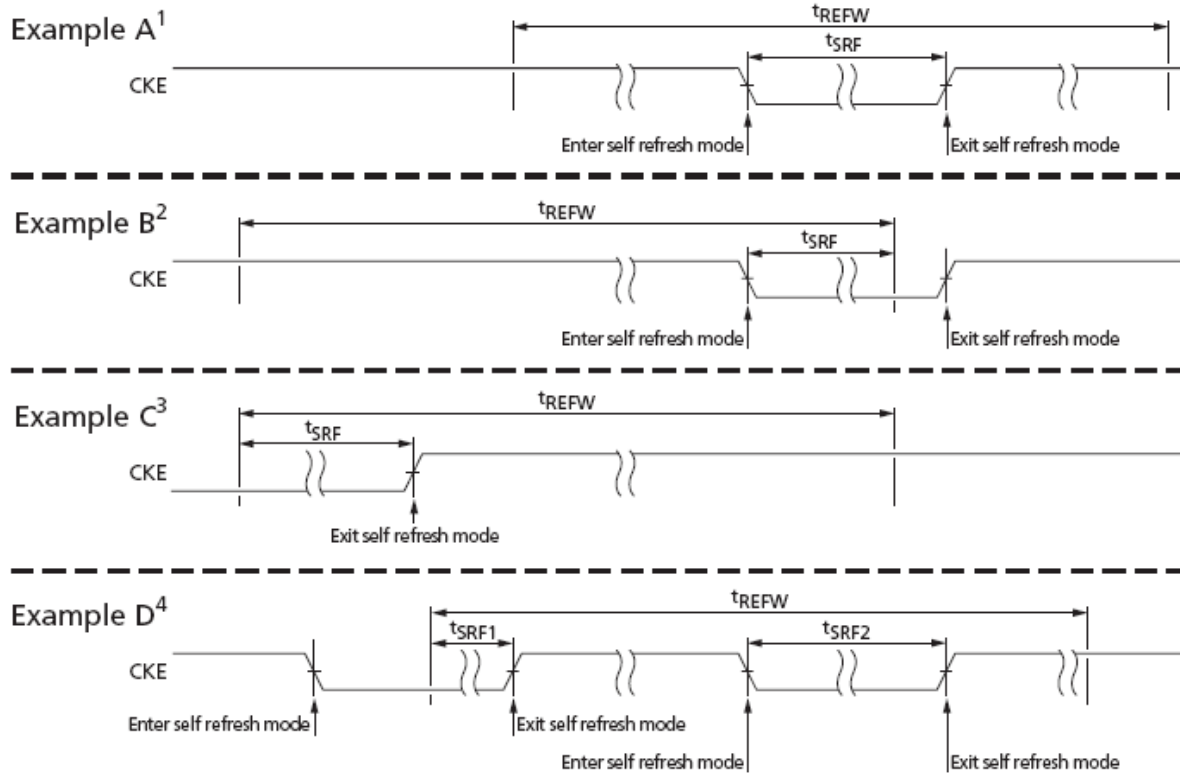 Example A¹
tREFW
tSRF
CKE
Enter self refresh mode
Exit self refresh mode
Example B²
tREFW
tSRF
CKE
Enter self refresh mode
Exit self refresh mode
Example C³
tREFW
tSRF
CKE
Exit self refresh mode
Example D⁴
tREFW
tSRF1
tSRF2
CKE
Enter self refresh mode
Exit self refresh mode
Enter self refresh mode
Exit self refresh mode